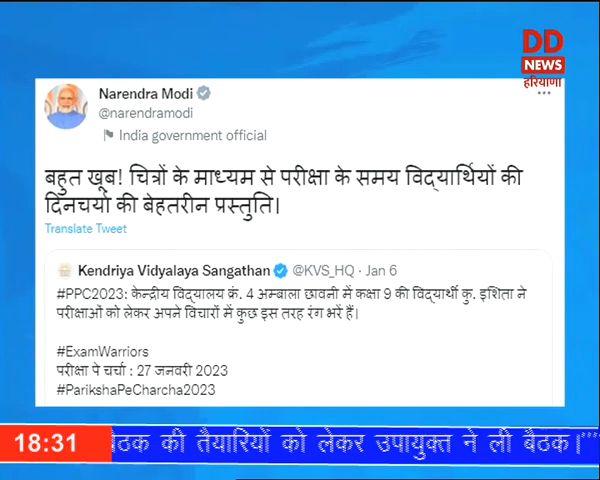 DD
NEWS
हरियाणा
Narendra Modi
@narendramodi
India government official
बहुत खूब! चित्रों के माध्यम से परीक्षा के समय विद्यार्थियों की
दिनचर्या की बेहतरीन प्रस्तुति।
Translate Tweet
Kendriya Vidyalaya Sangathan @KVS_HQ · Jan 6
#PPC2023: केन्द्रीय विद्यालय क्रं. 4 अम्बाला छावनी में कक्षा 9 की विद्यार्थी कु. इशिता ने
परीक्षाओं को लेकर अपने विचारों में कुछ इस तरह रंग भरें हैं।
#ExamWarriors
परीक्षा पे चर्चा : 27 जनवरी 2023
#ParikshaPeCharcha2023
18:31 की तैयारियों को लेकर उपायुक्त ने ली बैठक।